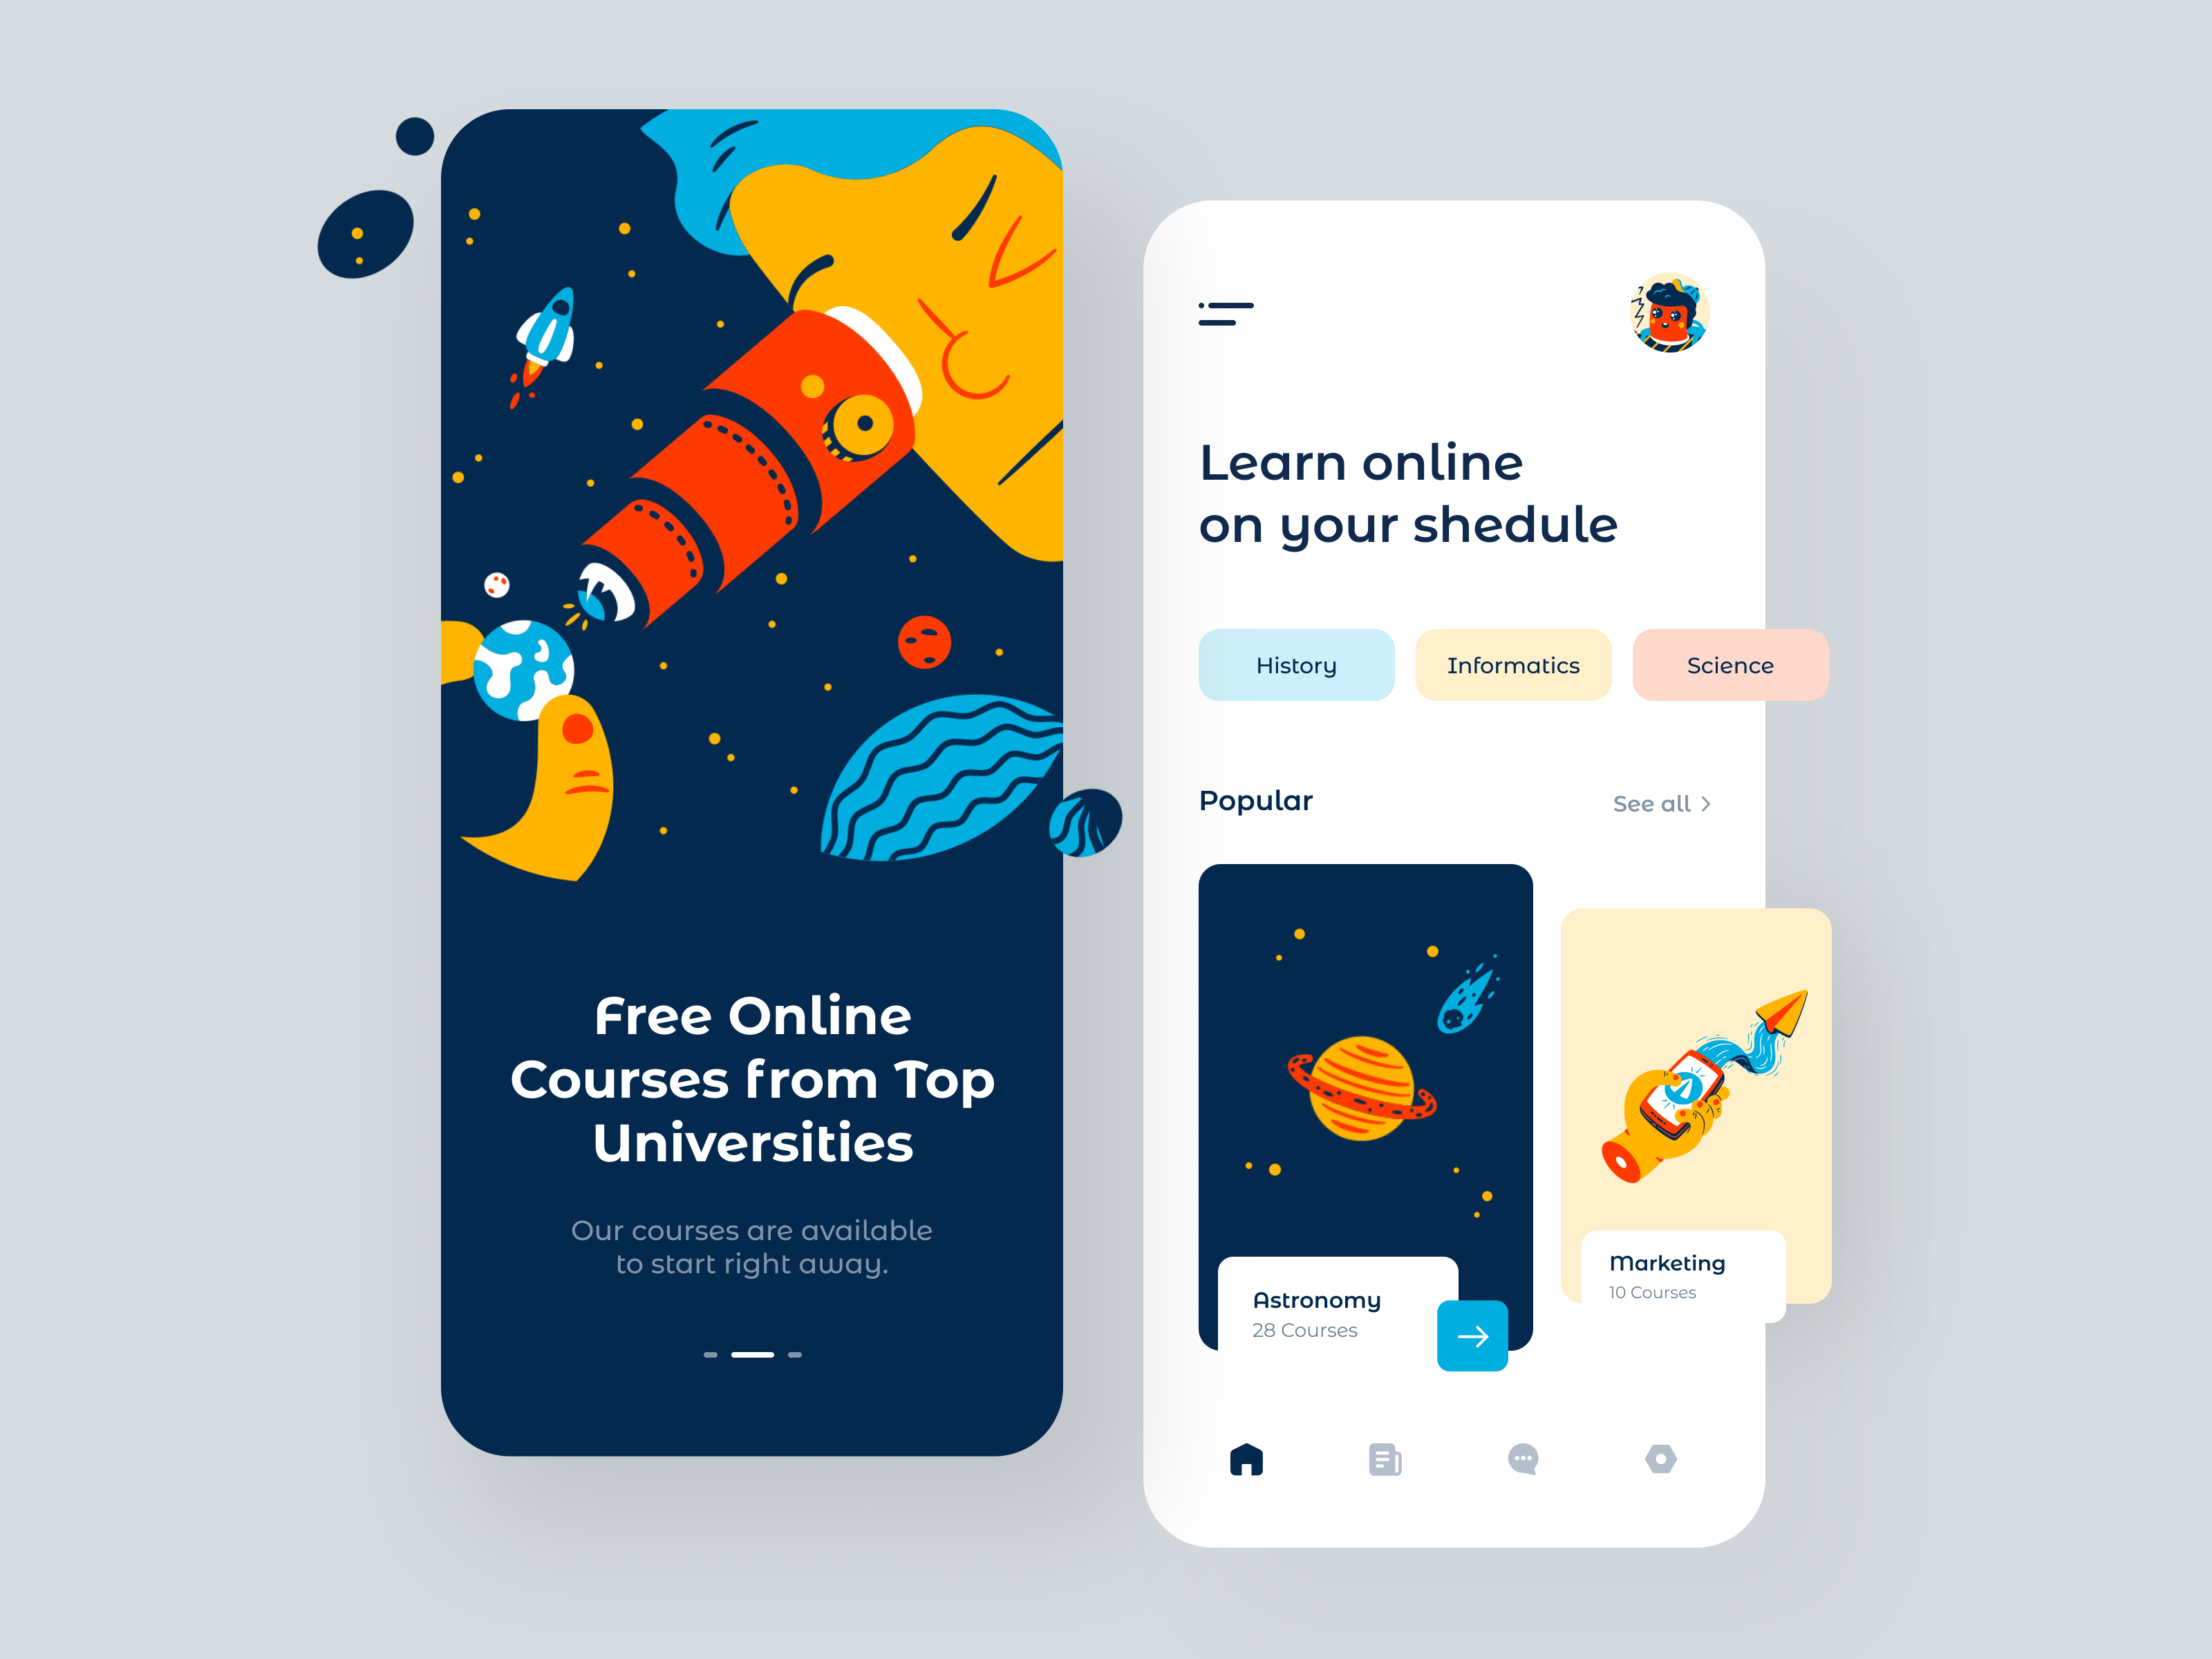 Free Online
Courses from Top
Universities
Our courses are available
to start right away.
Learn online
on your shedule
History
Informatics
Science
Popular
See all
Astronomy
28 Courses
Marketing
10 Courses